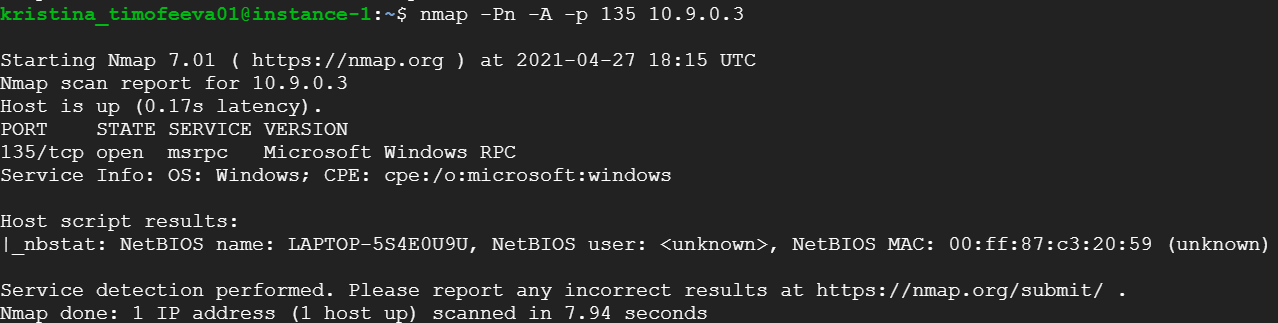 kristina_timofeeva01@instance-1:~$ nmap -Pn -A -p 135 10.9.0.3
Starting Nmap 7.01 ( https://nmap.org ) at 2021-04-27 18:15 UTC
Nmap scan report for 10.9.0.3
Host is up (0.17s latency).
PORT    STATE SERVICE VERSION
135/tcp open  msrpc   Microsoft Windows RPC
Service Info: OS: Windows; CPE: cpe:/o:microsoft:windows
Host script results:
|_nbstat: NetBIOS name: LAPTOP-5S4E0U9U, NetBIOS user: <unknown>, NetBIOS MAC: 00:ff:87:c3:20:59 (unknown)
Service detection performed. Please report any incorrect results at https://nmap.org/submit/ .
Nmap done: 1 IP address (1 host up) scanned in 7.94 seconds